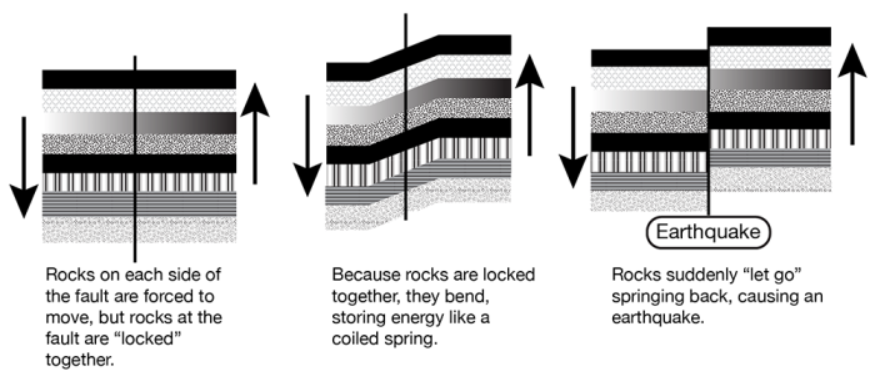 Earthquake
Rocks on each side of
the fault are forced to
move, but rocks at the
fault are “locked”
together.
Because rocks are locked
together, they bend,
storing energy like a
coiled spring.
Rocks suddenly “let go”
springing back, causing an
earthquake.